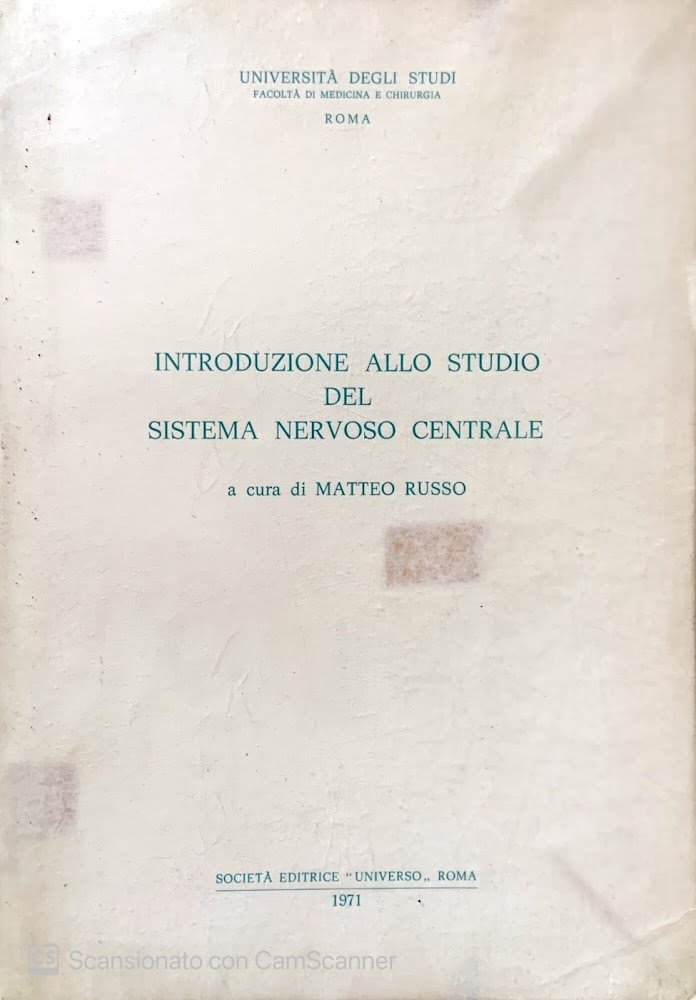 UNIVERSITÀ DEGLI STUDI
FACOLTÀ DI MEDICINA E CHIRURGIA
ROMA
INTRODUZIONE ALLO STUDIO
DEL
SISTEMA NERVOSO CENTRALE
a cura di MATTEO RUSSO
SOCIETÀ EDITRICE "UNIVERSO„ ROMA
1971
CS Scansionato con CamScanner